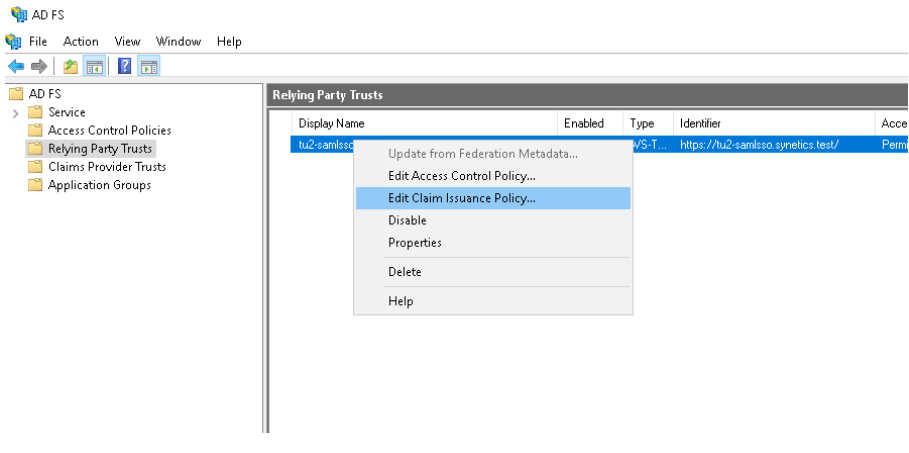 AD FS
File Action View Window Help
AD FS
Service
Access Control Policies
Relying Party Trusts
Claims Provider Trusts
Application Groups
Relying Party Trusts
Display Name Enabled Type Identifier Acce
tu2-samlsso WS-T... https://tu2-samlsso.synetics.test/ Permi
Update from Federation Metadata...
Edit Access Control Policy...
Edit Claim Issuance Policy...
Disable
Properties
Delete
Help